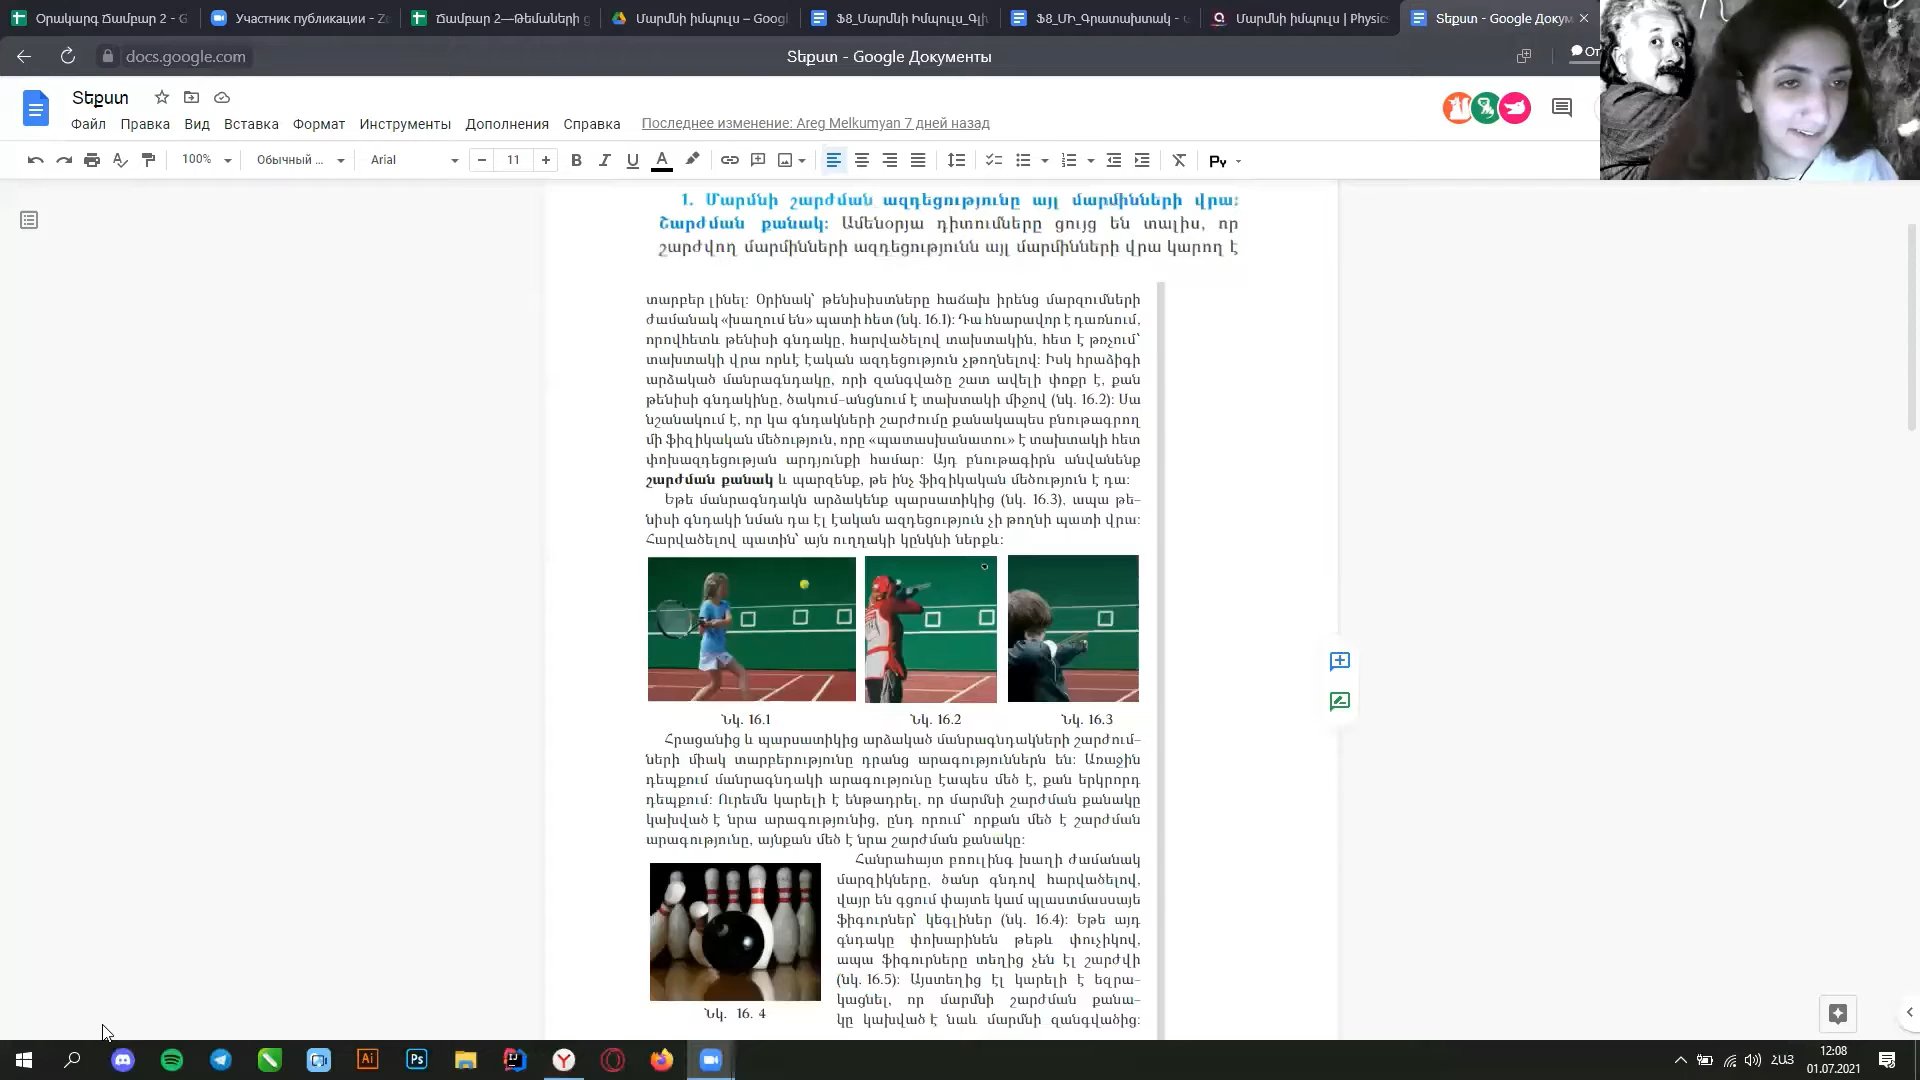 Օրակարգ Ճամբար 2 - G
Участник публикации - Zo
Ճամբար 2—Թեմաների g
Մարմնի իմպուլս – Googl
Ֆ8_Մարմնի Իմպուլս_Գլխ
Ֆ8_ՄԻ_Գրատախտակ - G
Մարմնի իմպուլս | Physics
Տեքստ - Google Докум
docs.google.com
Տեքստ - Google Документы
От
Տեքստ
Файл Правка Вид Вставка Формат Инструменты Дополнения Справка Последнее изменение: Areg Melkumyan 7 дней назад
100% Обычный ... Arial 11
1. Մարմնի շարժման ազդեցությունը այլ մարմինների վրա:
Շարժման քանակ: Ամենօրյա դիտումները ցույց են տալիս, որ
շարժվող մարմինների ազդեցությունն այլ մարմինների վրա կարող է
տարբեր լինել: Օրինակ՝ թենիսիստները հաճախ իրենց մարզումների
ժամանակ «խաղում են» պատի հետ (նկ. 16.1): Դա հնարավոր է դառնում,
որովհետև թենիսի գնդակը, հարվածելով տախտակին, հետ է թռչում՝
տախտակի վրա որևէ էական ազդեցություն չթողնելով: Իսկ հրաձիգի
արձակած մանրագնդակը, որի զանգվածը շատ ավելի փոքր է, քան
թենիսի գնդակինը, ծակում-անցնում է տախտակի միջով (նկ. 16.2): Սա
նշանակում է, որ կա գնդակների շարժումը քանակապես բնութագրող
մի ֆիզիկական մեծություն, որը «պատասխանատու» է տախտակի հետ
փոխազդեցության արդյունքի համար: Այդ բնութագիրն անվանենք
շարժման քանակ և պարզենք, թե ինչ ֆիզիկական մեծություն է դա:
Եթե մանրագնդակն արձակենք պարսատիկից (նկ. 16.3), ապա թե-
նիսի գնդակի նման դա էլ էական ազդեցություն չի թողնի պատի վրա:
Հարվածելով պատին՝ այն ուղղակի կընկնի ներքև:
Նկ. 16.1 Նկ. 16.2 Նկ. 16.3
Հրացանից և պարսատիկից արձակած մանրագնդակների շարժում-
ների միակ տարբերությունը դրանց արագություններն են: Առաջին
դեպքում մանրագնդակի արագությունը էապես մեծ է, քան երկրորդ
դեպքում: Ուրեմն կարելի է ենթադրել, որ մարմնի շարժման քանակը
կախված է նրա արագությունից, ընդ որում՝ որքան մեծ է շարժման
արագությունը, այնքան մեծ է նրա շարժման քանակը:
Հանրահայտ բոուլինգ խաղի ժամանակ
մարզիկները, ծանր գնդով հարվածելով,
վայր են գցում փայտե կամ պլաստմասսայե
ֆիգուրներ՝ կեգլիներ (նկ. 16.4): Եթե այդ
գնդակը փոխարինեն թեթև փուչիկով,
ապա ֆիգուրները տեղից չեն էլ շարժվի
(նկ. 16.5): Այստեղից էլ կարելի է եզրա-
կացնել, որ մարմնի շարժման քանա-
կը կախված է նաև մարմնի զանգվածից:
Նկ. 16. 4
ՀԱՅ
12:08
01.07.2021